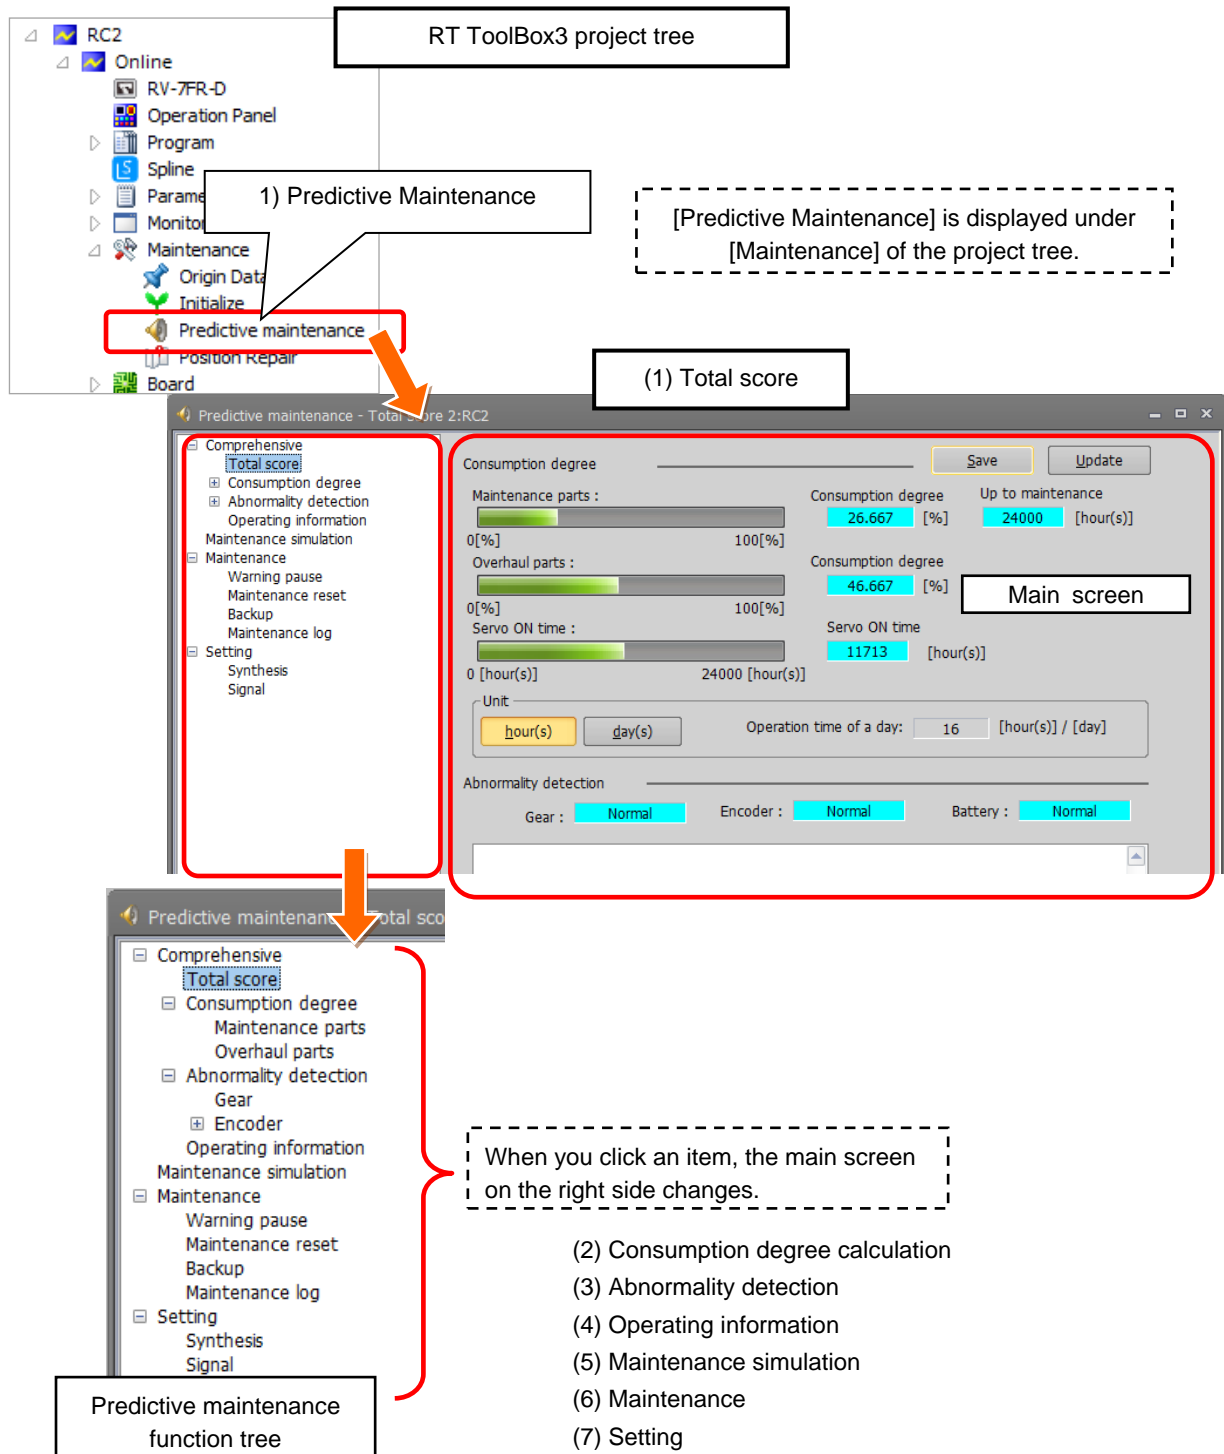 RC2
RT ToolBox3 project tree
Online
RV-7FR-D
Operation Panel
Program
Spline
1) Predictive Maintenance
Parame
Monitor
[Predictive Maintenance] is displayed under
[Maintenance] of the project tree.
Maintenance
Origin Data
Initialize
Predictive maintenance
Position Repair
Board
(1) Total score
Predictive maintenance - Total score 2:RC2
Comprehensive
Total score
Consumption degree
Abnormality detection
Operating information
Maintenance simulation
Maintenance
Warning pause
Maintenance reset
Backup
Maintenance log
Setting
Synthesis
Signal
Consumption degree
Save
Update
Maintenance parts :
Consumption degree
Up to maintenance
26.667 [%]
24000 [hour(s)]
0[%] 100[%]
Overhaul parts :
Consumption degree
46.667 [%]
Main screen
0[%] 100[%]
Servo ON time :
Servo ON time
11713 [hour(s)]
0 [hour(s)] 24000 [hour(s)]
Unit
hour(s)
day(s)
Operation time of a day: 16 [hour(s)] / [day]
Abnormality detection
Gear : Normal
Encoder : Normal
Battery : Normal
Predictive maintenan Total sco
Comprehensive
Total score
Consumption degree
Maintenance parts
Overhaul parts
Abnormality detection
Gear
Encoder
Operating information
Maintenance simulation
Maintenance
Warning pause
Maintenance reset
Backup
Maintenance log
Setting
Synthesis
Signal
When you click an item, the main screen
on the right side changes.
(2) Consumption degree calculation
(3) Abnormality detection
(4) Operating information
(5) Maintenance simulation
(6) Maintenance
(7) Setting
Predictive maintenance
function tree